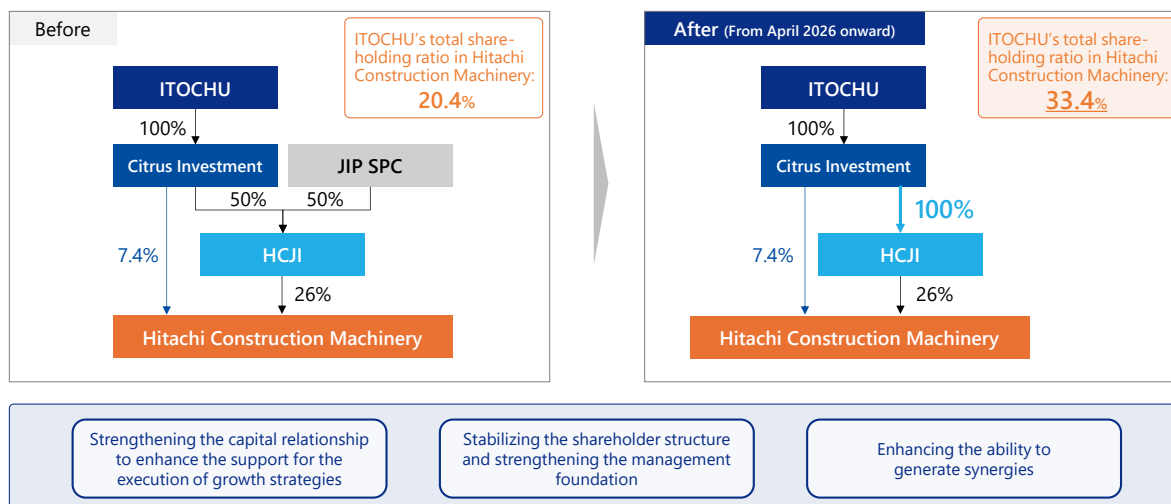 Before
ITOCHU's total share-
holding ratio in Hitachi
Construction Machinery:
20.4%
ITOCHU
100%
Citrus Investment
JIP SPC
50%
50%
7.4%
HCJI
26%
Hitachi Construction Machinery
After (From April 2026 onward)
ITOCHU's total share-
holding ratio in Hitachi
Construction Machinery:
33.4%
ITOCHU
100%
Citrus Investment
100%
7.4%
HCJI
26%
Hitachi Construction Machinery
Strengthening the capital relationship
to enhance the support for the
execution of growth strategies
Stabilizing the shareholder structure
and strengthening the management
foundation
Enhancing the ability to
generate synergies